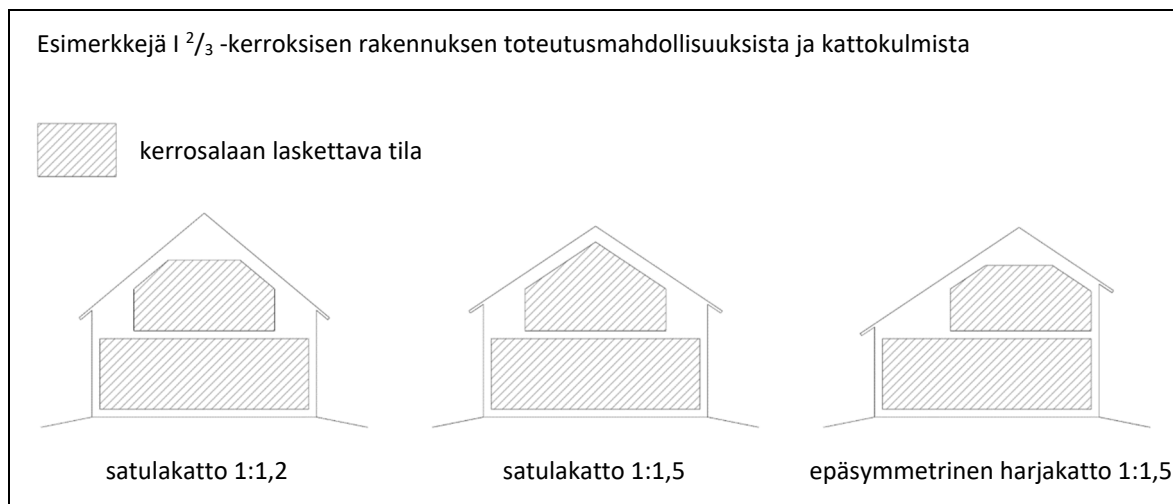 Esimerkkejä I ²/₃ -kerroksisen rakennuksen toteutusmahdollisuuksista ja kattokulmista
kerrosalaan laskettava tila
satulakatto 1:1,2
satulakatto 1:1,5
epäsymmetrinen harjakatto 1:1,5